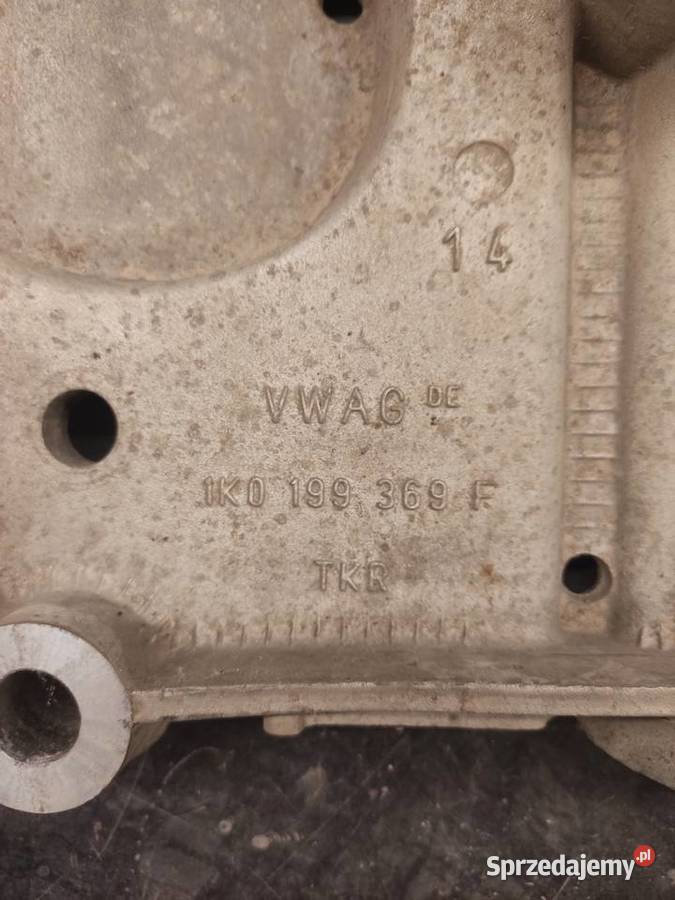 14
VWAG DE
1K0 199 369 F
TKR
Sprzedajemy.pl